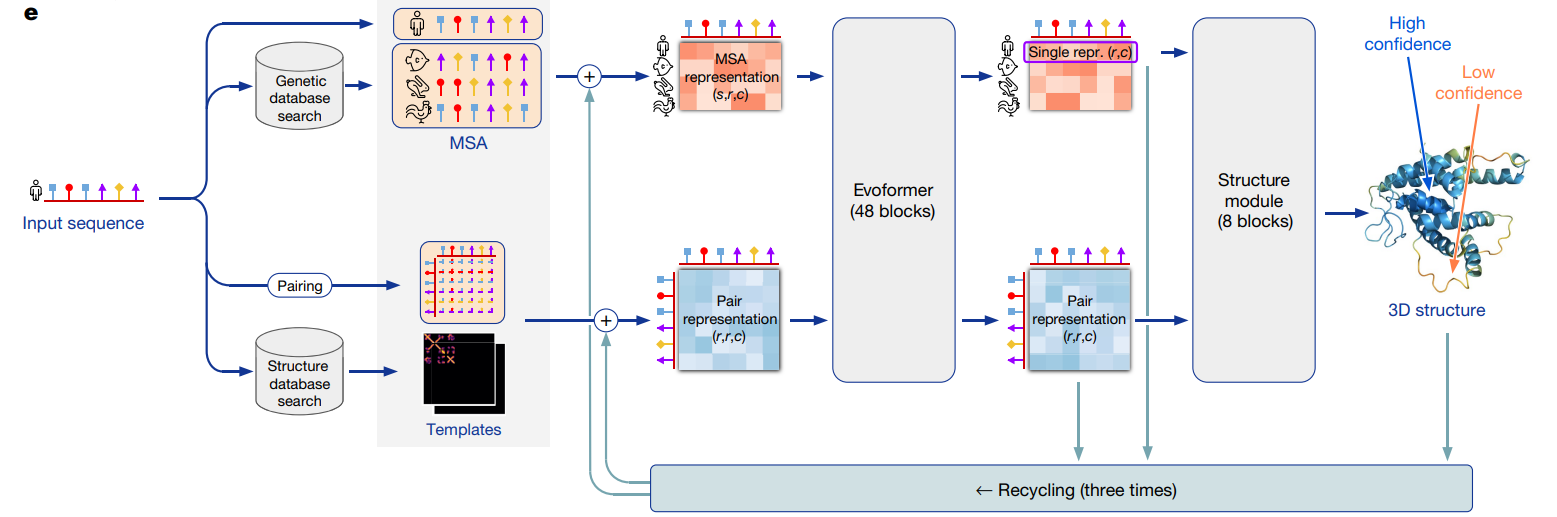 e
Input sequence
Genetic
database
search
Pairing
Structure
database
search
MSA
Templates
+
+
MSA
representation
(s,r,c)
Pair
representation
(r,r,c)
Evoformer
(48 blocks)
Single repr. (r,c)
Pair
representation
(r,r,c)
Structure
module
(8 blocks)
High
confidence
Low
confidence
3D structure
← Recycling (three times)